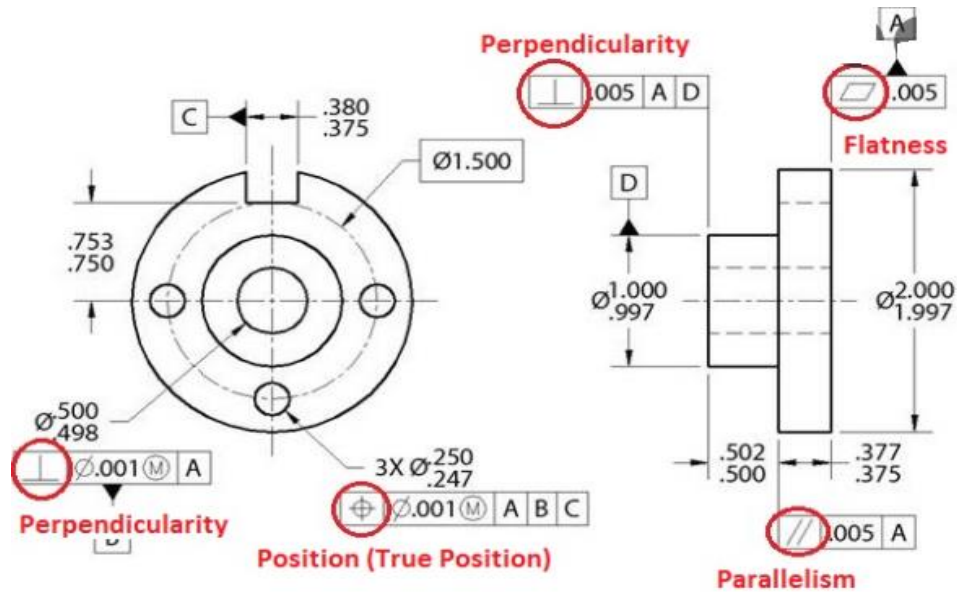 Perpendicularity
A
⊥ .005 A D
⏥ .005
Flatness
C
.380
.375
Ø1.500
D
.753
.750
Ø1.000
.997
Ø2.000
1.997
Ø.500
.498
⊥ Ø.001 Ⓜ A
Perpendicularity
3X Ø.250
.247
⌖ Ø.001 Ⓜ A B C
Position (True Position)
.502
.500
.377
.375
// .005 A
Parallelism